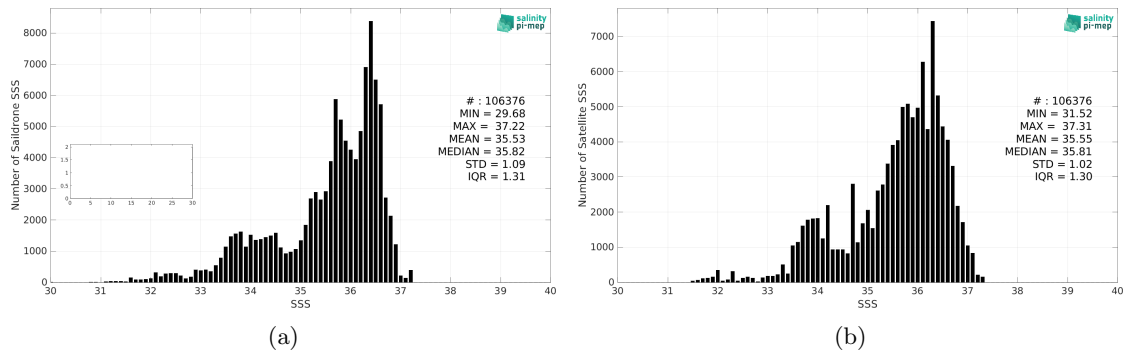 salinity
pi-mep
Number of Saildrone SSS
8000
7000
6000
5000
4000
3000
2000
1000
0
# : 106376
MIN = 29.68
MAX = 37.22
MEAN = 35.53
MEDIAN = 35.82
STD = 1.09
IQR = 1.31
2
1.5
1
0.5
0
0 5 10 15 20 25 30
30 31 32 33 34 35 36 37 38 39 40
SSS
(a)
salinity
pi-mep
Number of Satellite SSS
7000
6000
5000
4000
3000
2000
1000
0
# : 106376
MIN = 31.52
MAX = 37.31
MEAN = 35.55
MEDIAN = 35.81
STD = 1.02
IQR = 1.30
30 31 32 33 34 35 36 37 38 39 40
SSS
(b)